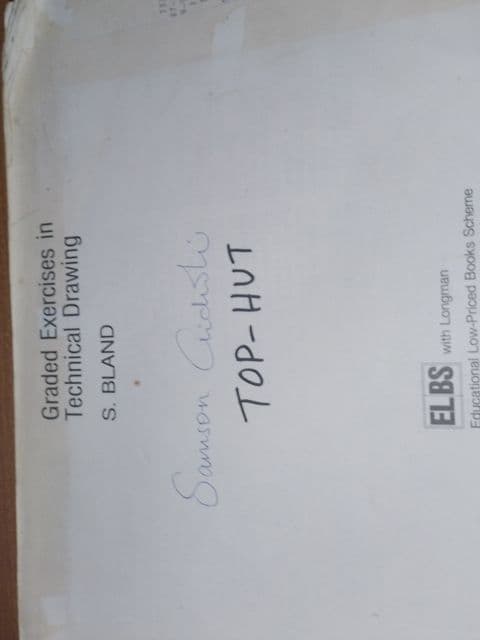 Graded Exercises in
Technical Drawing
S. BLAND
Samson
TOP-HUT
ELBS with Longman
Educational Low-Priced Books Scheme